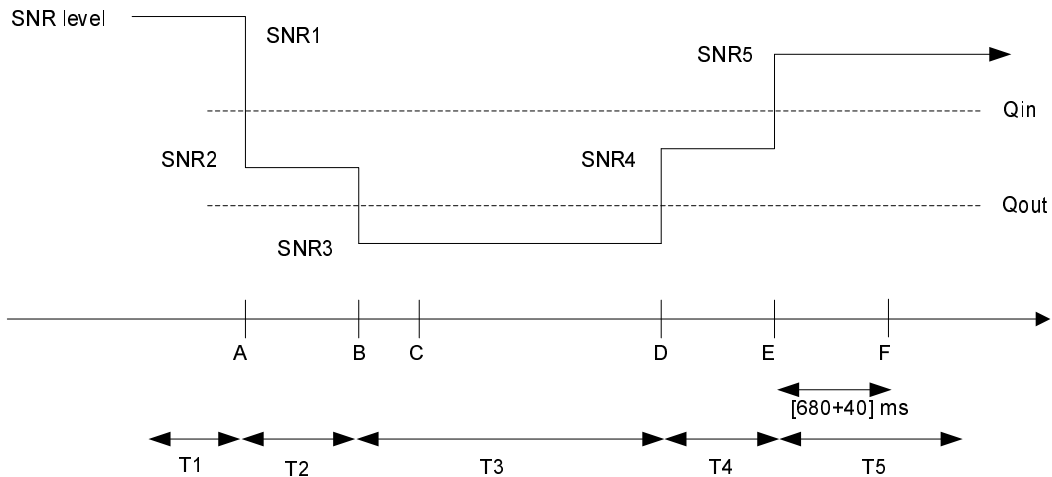 SNR level
SNR1
SNR5
Qin
SNR2
SNR4
Qout
SNR3
A B C D E F
[680+40] ms
T1 T2 T3 T4 T5